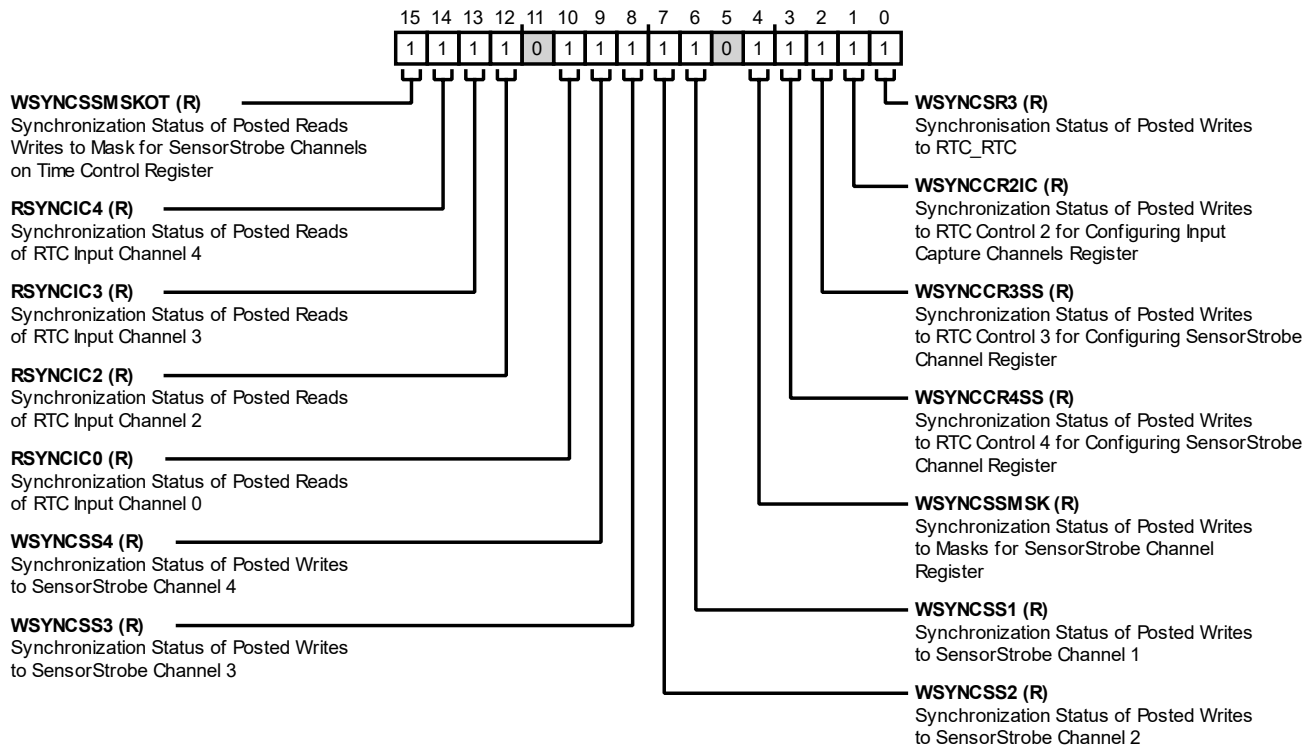 15 14 13 12 11 10 9 8 7 6 5 4 3 2 1 0
1 1 1 1 0 1 1 1 1 1 0 1 1 1 1 1
WSYNCSSMSKOT (R)
Synchronization Status of Posted Reads
Writes to Mask for SensorStrobe Channels
on Time Control Register
RSYNCIC4 (R)
Synchronization Status of Posted Reads
of RTC Input Channel 4
RSYNCIC3 (R)
Synchronization Status of Posted Reads
of RTC Input Channel 3
RSYNCIC2 (R)
Synchronization Status of Posted Reads
of RTC Input Channel 2
RSYNCIC0 (R)
Synchronization Status of Posted Reads
of RTC Input Channel 0
WSYNCSS4 (R)
Synchronization Status of Posted Writes
to SensorStrobe Channel 4
WSYNCSS3 (R)
Synchronization Status of Posted Writes
to SensorStrobe Channel 3
WSYNCSR3 (R)
Synchronisation Status of Posted Writes
to RTC_RTC
WSYNCCR2IC (R)
Synchronization Status of Posted Writes
to RTC Control 2 for Configuring Input
Capture Channels Register
WSYNCCR3SS (R)
Synchronization Status of Posted Writes
to RTC Control 3 for Configuring SensorStrobe
Channel Register
WSYNCCR4SS (R)
Synchronization Status of Posted Writes
to RTC Control 4 for Configuring SensorStrobe
Channel Register
WSYNCSSMSK (R)
Synchronization Status of Posted Writes
to Masks for SensorStrobe Channel
Register
WSYNCSS1 (R)
Synchronization Status of Posted Writes
to SensorStrobe Channel 1
WSYNCSS2 (R)
Synchronization Status of Posted Writes
to SensorStrobe Channel 2